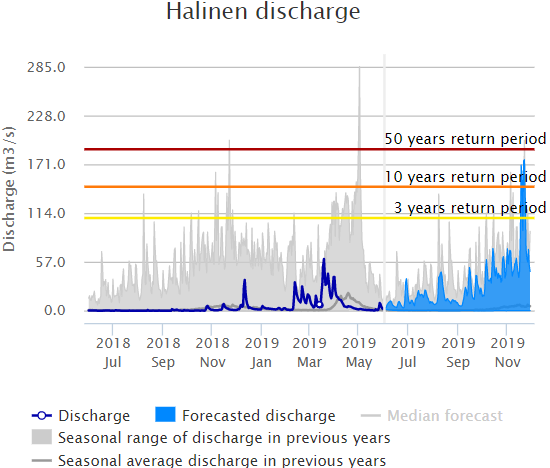 Halinen discharge
Discharge (m3/s)
285.0
228.0
171.0
114.0
57.0
0.0
50 years return period
10 years return period
3 years return period
2018 2018 2018 2019 2019 2019 2019 2019 2019
Jul Sep Nov Jan Mar May Jul Sep Nov
Discharge Forecasted discharge Median forecast
Seasonal range of discharge in previous years
Seasonal average discharge in previous years